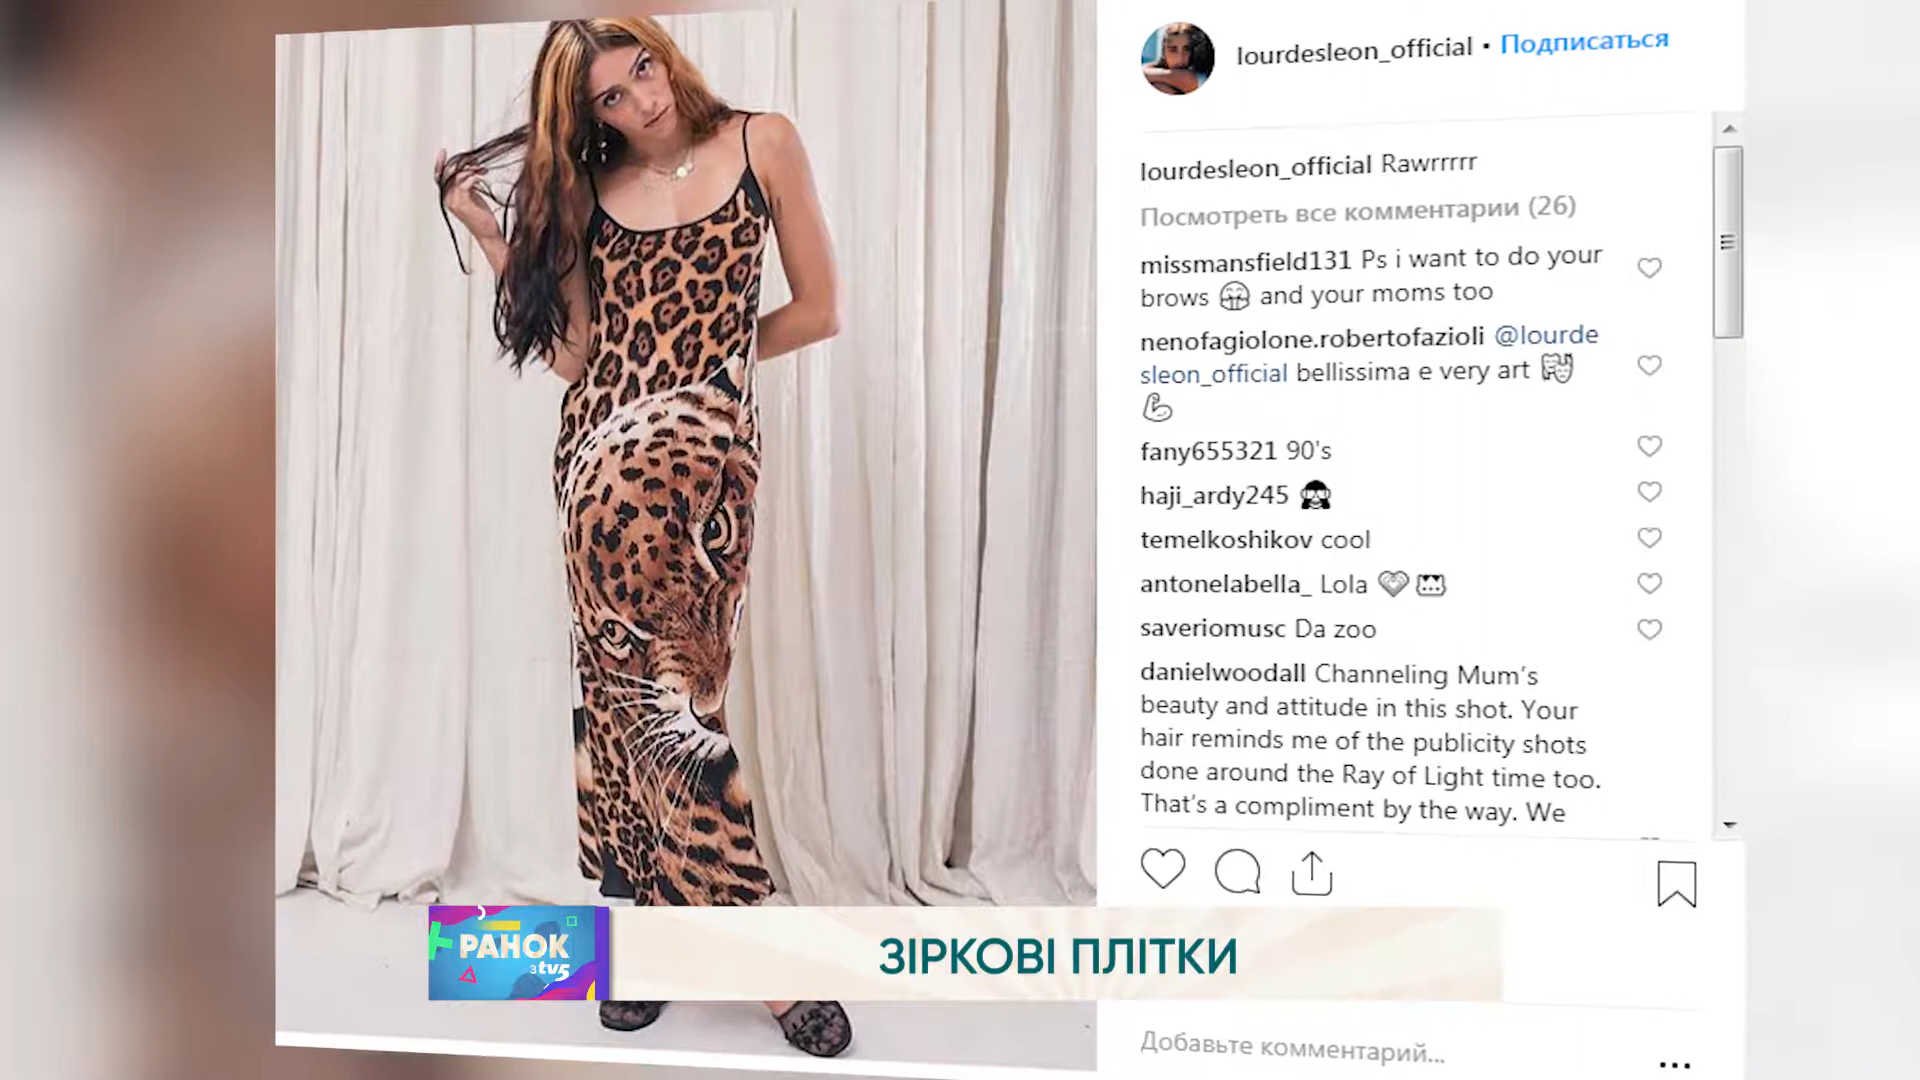 lourdesleon_official • Подписаться
lourdesleon_official Rawrrrrr
Посмотреть все комментарии (26)
missmansfield131 Ps i want to do your
brows 😁 and your moms too
nenofagiolone.robertofazioli @lourde
sleon_official bellissima e very art 🎭
💪
fany655321 90's
haji_ardy245 🙈
temelkoshikov cool
antonelabella_ Lola 💗 🐱
saveriomusc Da zoo
danielwoodall Channeling Mum's
beauty and attitude in this shot. Your
hair reminds me of the publicity shots
done around the Ray of Light time too.
That's a compliment by the way. We
РАНОК
з tv5
ЗІРКОВІ ПЛІТКИ
Добавьте комментарий...